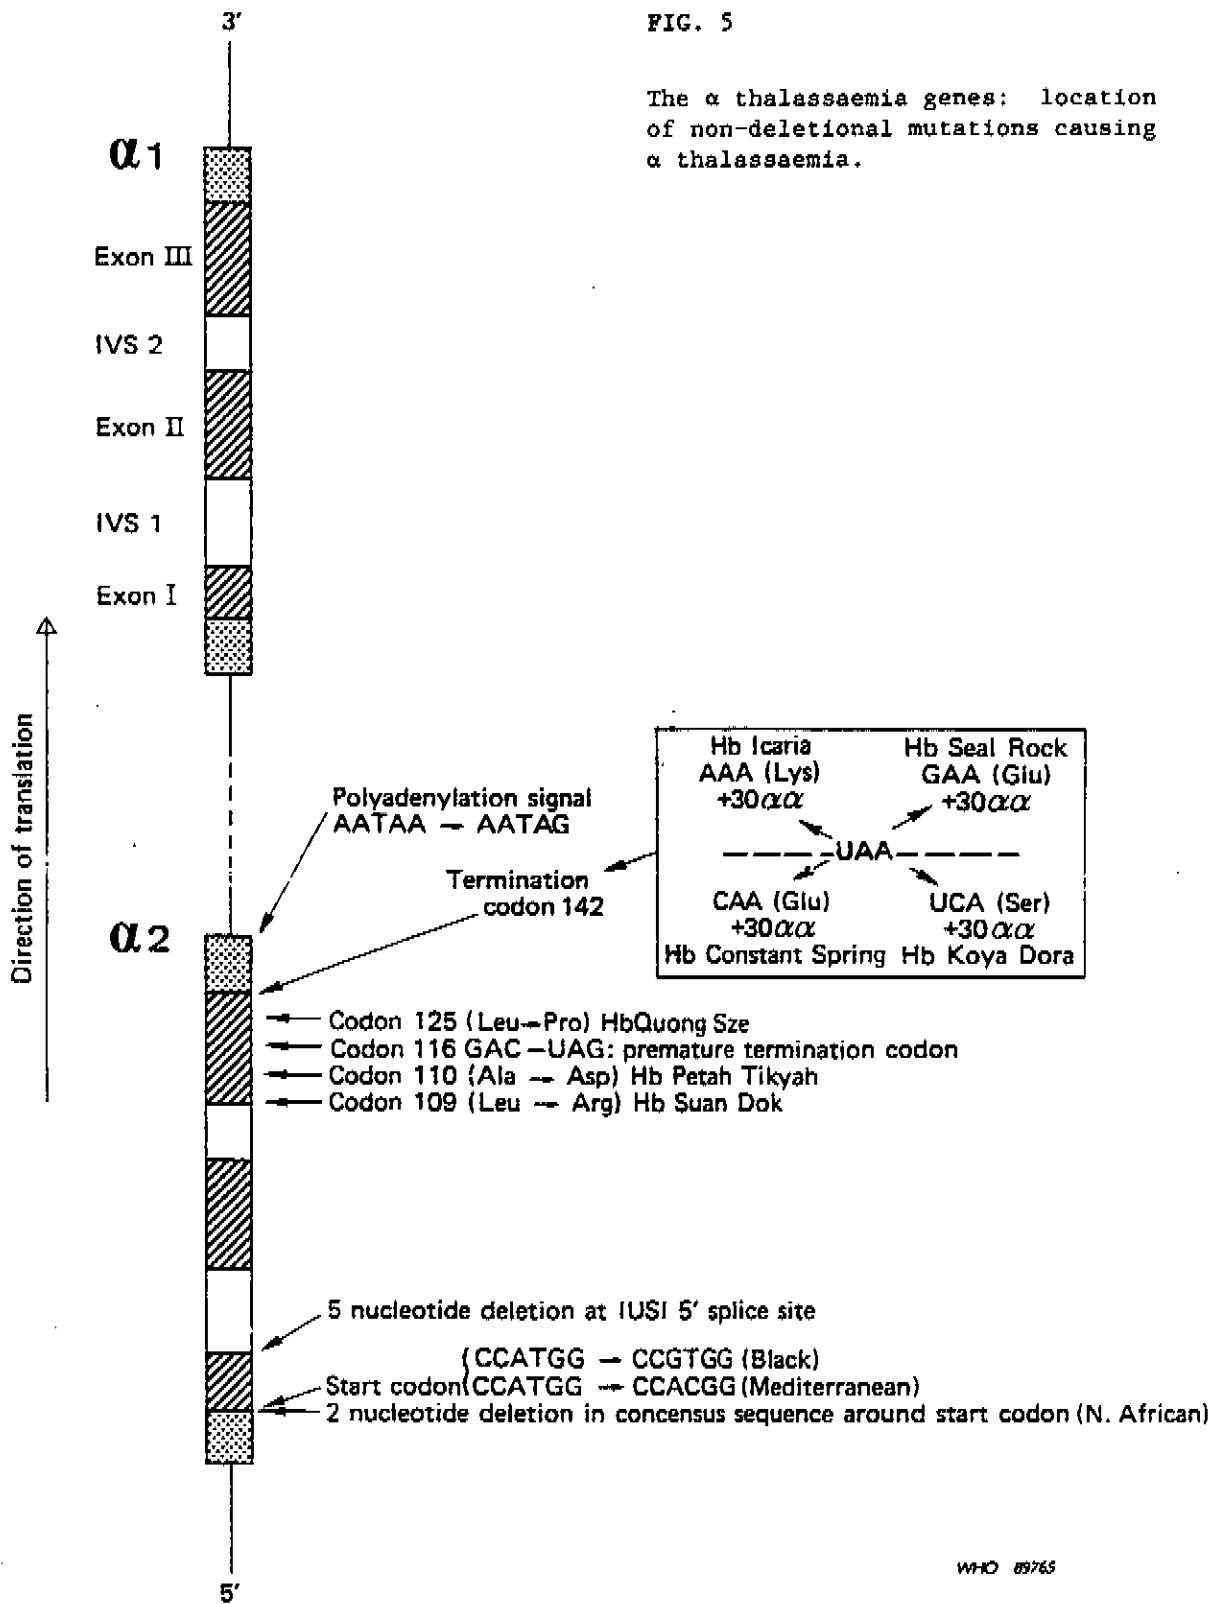 3′
FIG. 5
The α thalassaemia genes: location
of non-deletional mutations causing
α thalassaemia.
α1
Exon III
IVS 2
Exon II
IVS 1
Exon I
Direction of translation
Polyadenylation signal
AATAA → AATAG
Termination
codon 142
Hb Icaria
AAA (Lys)
+30αα
Hb Seal Rock
GAA (Glu)
+30αα
UAA
CAA (Glu)
+30αα
Hb Constant Spring
UCA (Ser)
+30αα
Hb Koya Dora
α2
Codon 125 (Leu→Pro) HbQuong Sze
Codon 116 GAC –UAG: premature termination codon
Codon 110 (Ala → Asp) Hb Petah Tikyah
Codon 109 (Leu → Arg) Hb Suan Dok
5 nucleotide deletion at IUSI 5′ splice site
Start codon
CCATGG → CCGTGG (Black)
CCATGG → CCACGG (Mediterranean)
2 nucleotide deletion in concensus sequence around start codon (N. African)
5′
WHO 89765